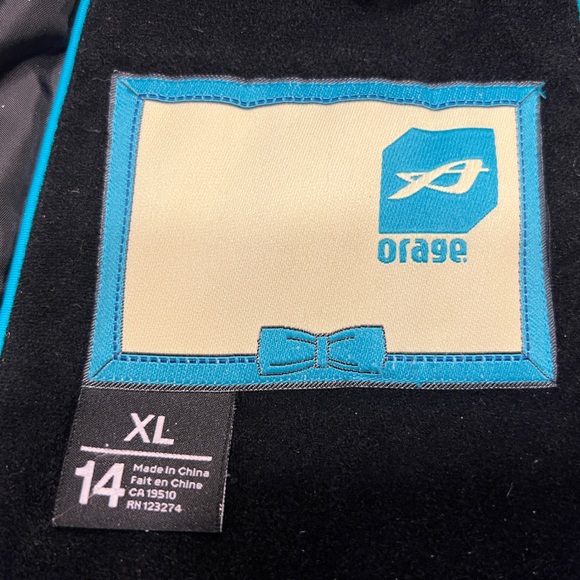 orage
XL
14
Made in China
Fait en Chine
CA 19510
RN 123274